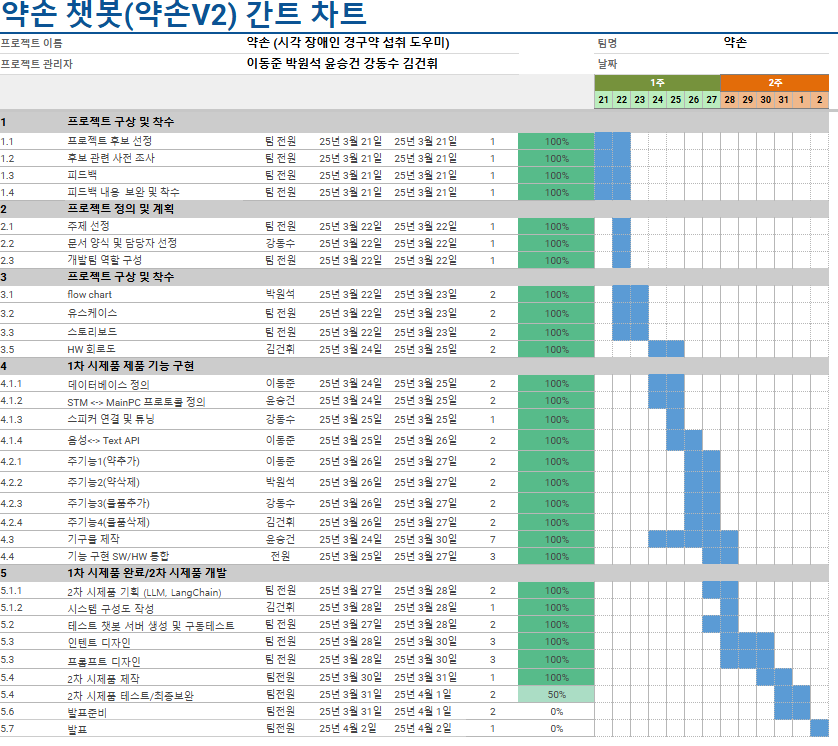 약손 챗봇(약손V2) 간트 차트
프로젝트 이름 약손 (시각 장애인 경구약 섭취 도우미) 팀명 약손
프로젝트 관리자 이동준 박원석 윤승건 강동수 김건휘 날짜
1주 2주
21 22 23 24 25 26 27 28 29 30 31 1 2
1 프로젝트 구상 및 착수
1.1 프로젝트 후보 선정 팀 전원 25년 3월 21일 25년 3월 21일 1 100%
1.2 후보 관련 사전 조사 팀 전원 25년 3월 21일 25년 3월 21일 1 100%
1.3 피드백 팀 전원 25년 3월 21일 25년 3월 21일 1 100%
1.4 피드백 내용 보완 및 착수 팀 전원 25년 3월 21일 25년 3월 21일 1 100%
2 프로젝트 정의 및 계획
2.1 주제 선정 팀 전원 25년 3월 22일 25년 3월 22일 1 100%
2.2 문서 양식 및 담당자 선정 강동수 25년 3월 22일 25년 3월 22일 1 100%
2.3 개발팀 역할 구성 팀 전원 25년 3월 22일 25년 3월 22일 1 100%
3 프로젝트 구상 및 착수
3.1 flow chart 박원석 25년 3월 22일 25년 3월 23일 2 100%
3.2 유스케이스 팀 전원 25년 3월 22일 25년 3월 23일 2 100%
3.3 스토리보드 팀 전원 25년 3월 22일 25년 3월 23일 2 100%
3.5 HW 회로도 김건휘 25년 3월 24일 25년 3월 25일 2 100%
4 1차 시제품 제품 기능 구현
4.1.1 데이터베이스 정의 이동준 25년 3월 24일 25년 3월 25일 2 100%
4.1.2 STM <-> MainPC 프로토콜 정의 윤승건 25년 3월 24일 25년 3월 25일 2 100%
4.1.3 스피커 연결 및 튜닝 강동수 25년 3월 25일 25년 3월 25일 1 100%
4.1.4 음성<-> Text API 이동준 25년 3월 25일 25년 3월 26일 2 100%
4.2.1 주기능1(약추가) 이동준 25년 3월 26일 25년 3월 27일 2 100%
4.2.2 주기능2(약삭제) 박원석 25년 3월 26일 25년 3월 27일 2 100%
4.2.3 주기능3(물품추가) 강동수 25년 3월 26일 25년 3월 27일 2 100%
4.2.4 주기능4(물품삭제) 김건휘 25년 3월 26일 25년 3월 27일 2 100%
4.3 기구물 제작 윤승건 25년 3월 24일 25년 3월 30일 7 100%
4.4 기능 구현 SW/HW 통합 전원 25년 3월 25일 25년 3월 27일 3 100%
5 1차 시제품 완료/2차 시제품 개발
5.1.1 2차 시제품 기획 (LLM, LangChain) 팀 전원 25년 3월 27일 25년 3월 28일 2 100%
5.1.2 시스템 구성도 작성 김건휘 25년 3월 28일 25년 3월 28일 1 100%
5.2 테스트 챗봇 서버 생성 및 구동테스트 팀전원 25년 3월 27일 25년 3월 28일 2 100%
5.3 인텐트 디자인 팀전원 25년 3월 28일 25년 3월 30일 3 100%
5.3 프롬프트 디자인 팀전원 25년 3월 28일 25년 3월 30일 3 100%
5.4 2차 시제품 제작 팀전원 25년 3월 30일 25년 3월 31일 1 100%
5.4 2차 시제품 테스트/최종보완 팀전원 25년 3월 31일 25년 4월 1일 2 50%
5.6 발표준비 팀전원 25년 3월 31일 25년 4월 1일 2 0%
5.7 발표 팀전원 25년 4월 2일 25년 4월 2일 1 0%